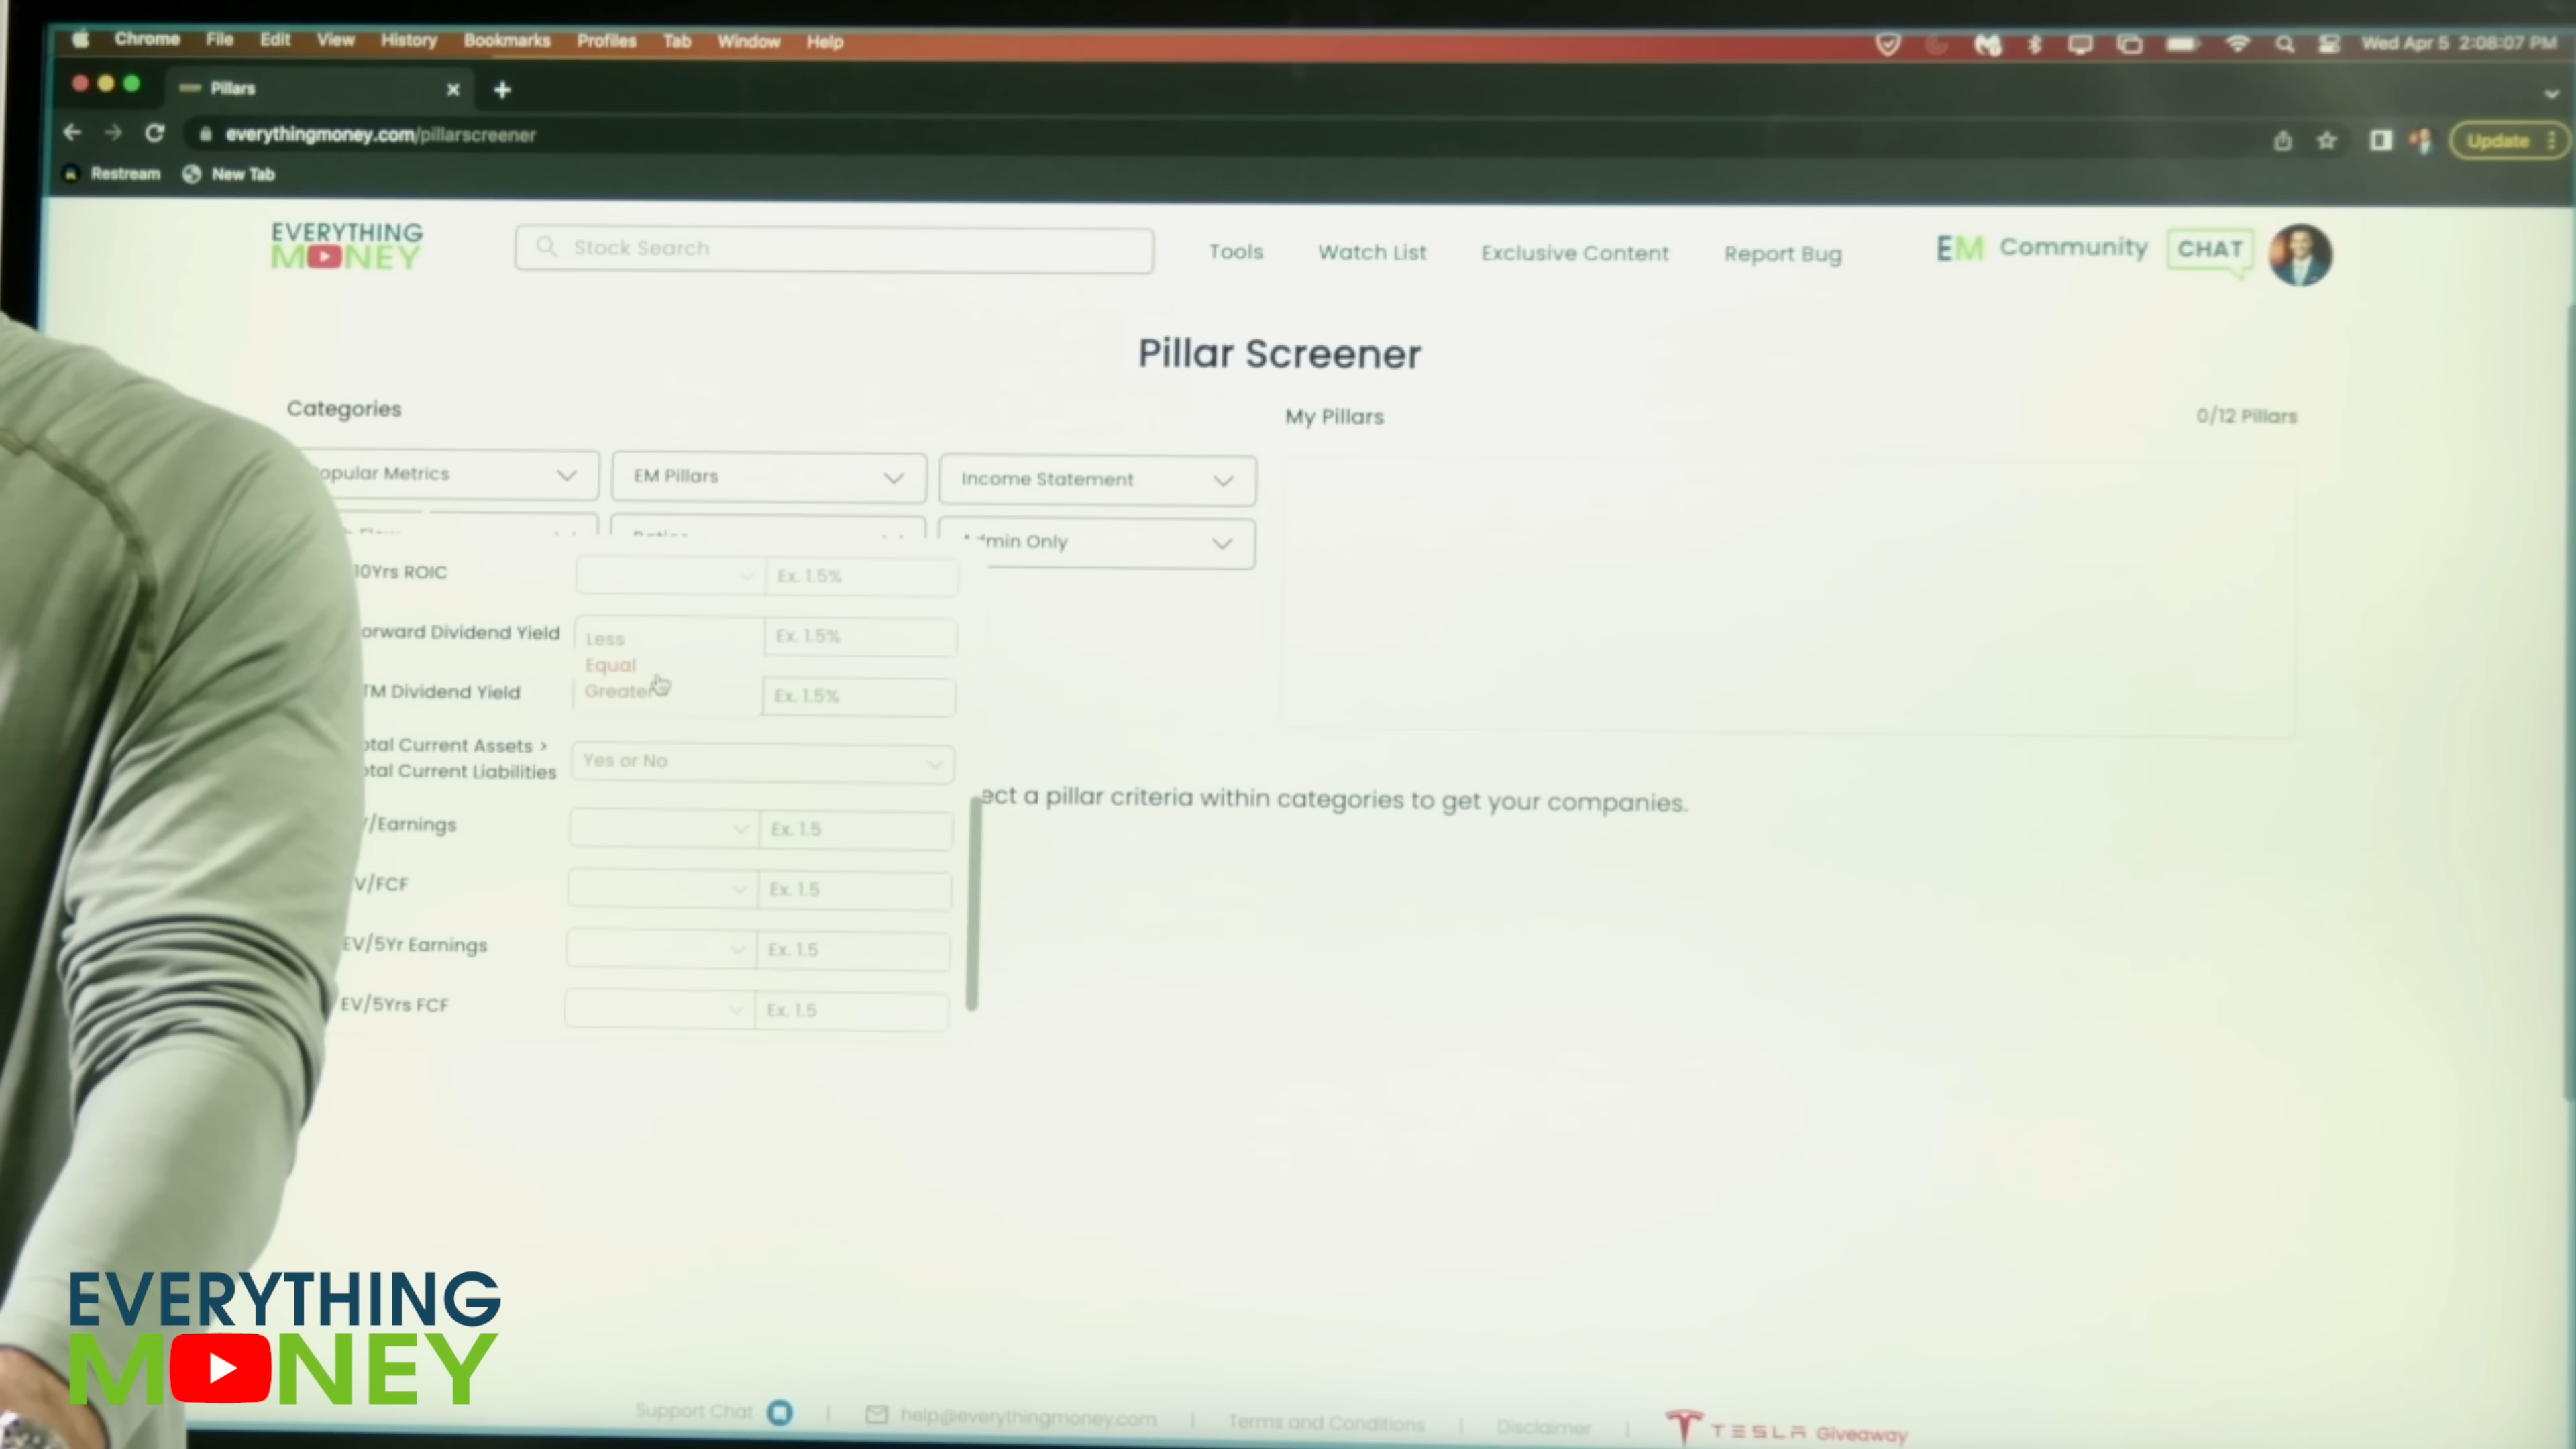 Chrome File Edit View History Bookmarks Profiles Tab Window Help
Wed Apr 5 2:08:07 PM
Pillars
everythingmoney.com/pillarscreener
Update
Restream New Tab
EVERYTHING
MONEY
Stock Search
Tools
Watch List
Exclusive Content
Report Bug
EM Community
CHAT
Pillar Screener
Categories
My Pillars
0/12 Pillars
opular Metrics
EM Pillars
Income Statement
Flow
Ratios
dmin Only
10Yrs ROIC
Ex. 1.5%
orward Dividend Yield
Less
Equal
Greater
Ex. 1.5%
TM Dividend Yield
Ex. 1.5%
otal Current Assets >
otal Current Liabilities
Yes or No
ect a pillar criteria within categories to get your companies.
/Earnings
Ex. 1.5
V/FCF
Ex. 1.5
EV/5Yr Earnings
Ex. 1.5
EV/5Yrs FCF
Ex. 1.5
EVERYTHING
MONEY
Support Chat | help@everythingmoney.com | Terms and Conditions | Disclaimer | TESLA Giveaway